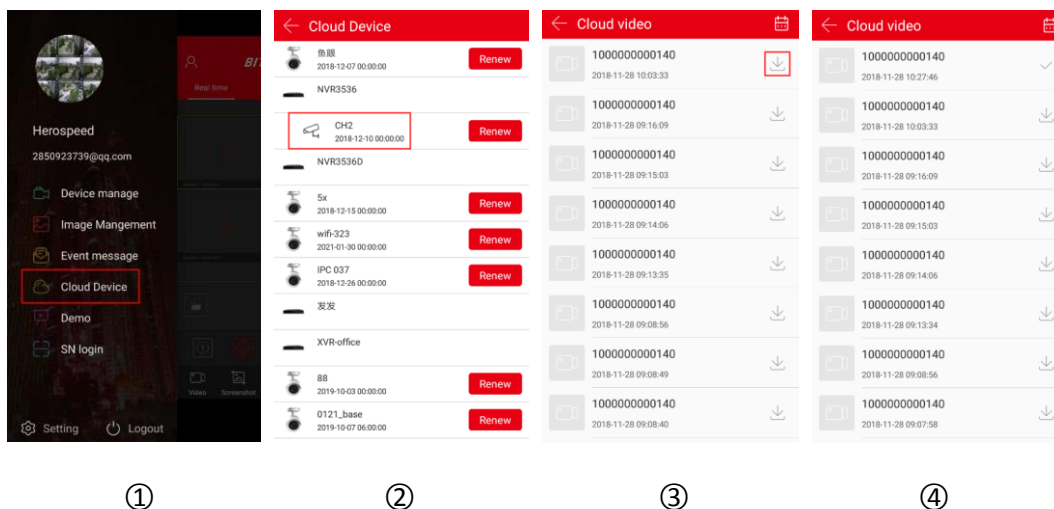 Herospeed
2850923739@qq.com
Device manage
Image Mangement
Event message
Cloud Device
Demo
SN login
Setting
Logout
BIT
Real time
Video
Screenshot
①
Cloud Device
鱼眼
2018-12-07 00:00:00
Renew
NVR3536
CH2
2018-12-10 00:00:00
Renew
NVR3536D
5x
2018-12-15 00:00:00
Renew
wifi-323
2021-01-30 00:00:00
Renew
IPC 037
2018-12-26 00:00:00
Renew
发发
XVR-office
88
2019-10-03 00:00:00
Renew
0121_base
2019-10-07 06:00:00
Renew
②
Cloud video
1000000000140
2018-11-28 10:03:33
1000000000140
2018-11-28 09:16:09
1000000000140
2018-11-28 09:15:03
1000000000140
2018-11-28 09:14:06
1000000000140
2018-11-28 09:13:35
1000000000140
2018-11-28 09:08:56
1000000000140
2018-11-28 09:08:49
1000000000140
2018-11-28 09:08:40
③
Cloud video
1000000000140
2018-11-28 10:27:46
1000000000140
2018-11-28 10:03:33
1000000000140
2018-11-28 09:16:09
1000000000140
2018-11-28 09:15:03
1000000000140
2018-11-28 09:14:06
1000000000140
2018-11-28 09:13:34
1000000000140
2018-11-28 09:08:56
1000000000140
2018-11-28 09:07:58
④